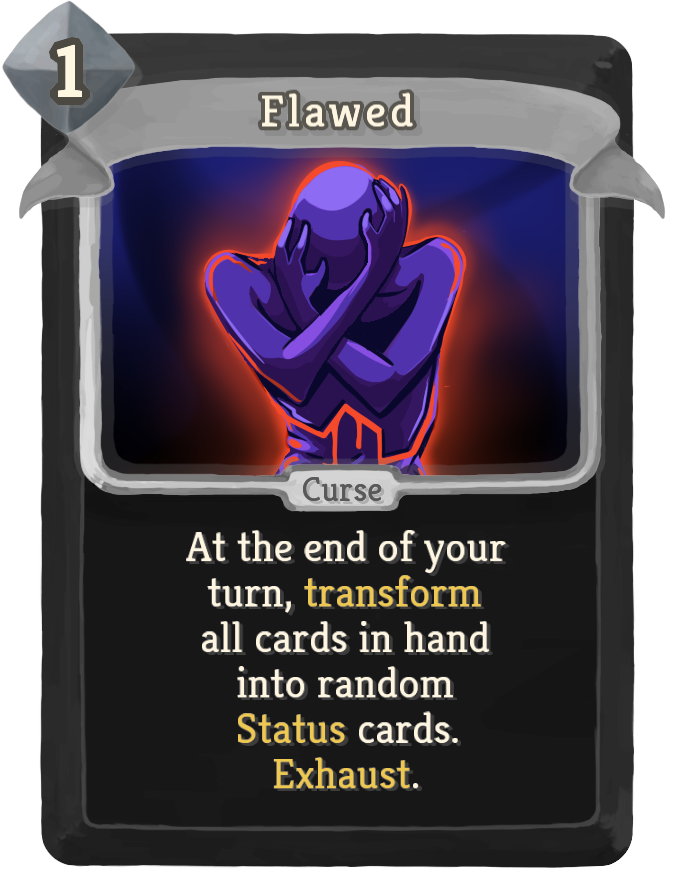 1
Flawed
Curse
At the end of your
turn, transform
all cards in hand
into random
Status cards.
Exhaust.